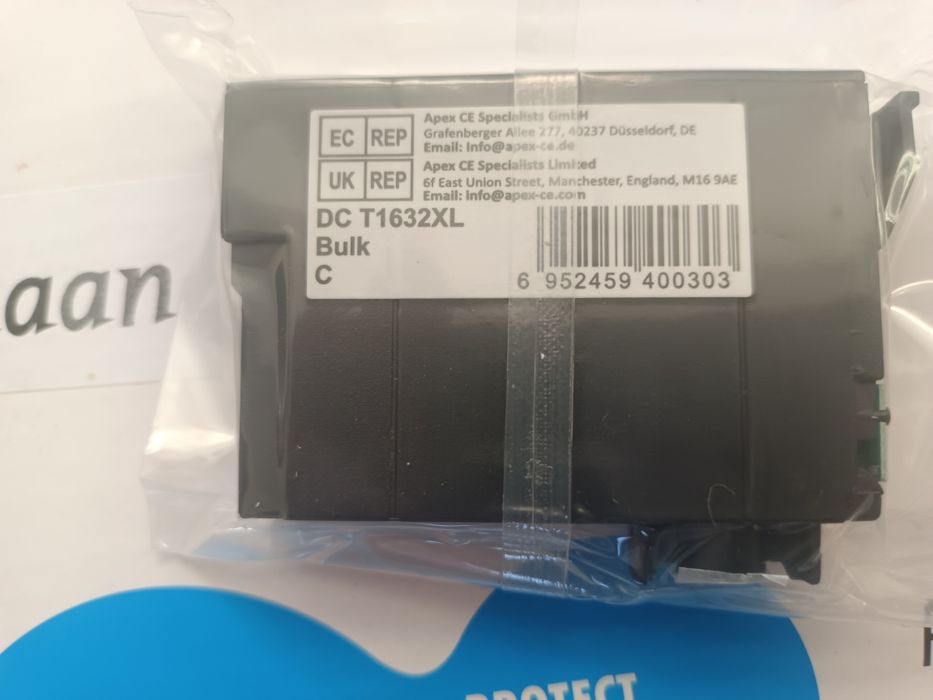 Apex CE Specialists GmbH
Grafenberger Allee 277, 40237 Düsseldorf, DE
Email: Info@apex-ce.de
EC REP
Apex CE Specialists Limited
6f East Union Street, Manchester, England, M16 9AE
Email: info@apex-ce.com
UK REP
DC T1632XL
Bulk
C
6 952459 400303
aan
PROTECT